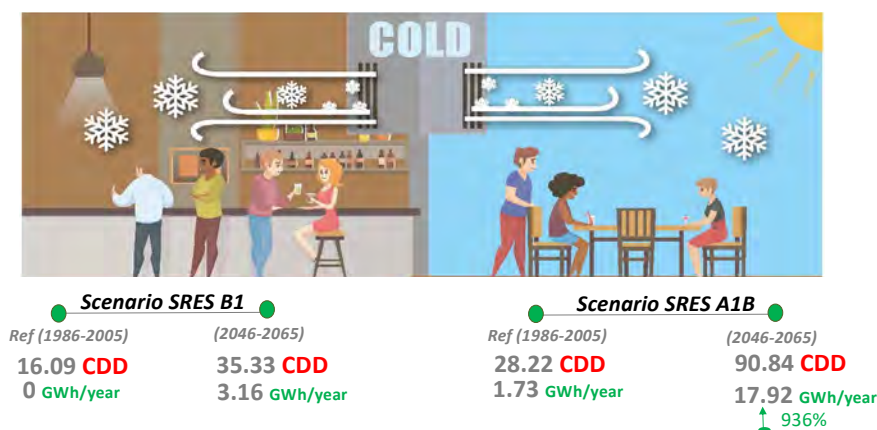 COLD
Scenario SRES B1
Ref (1986-2005)
(2046-2065)
16.09 CDD
35.33 CDD
0 GWh/year
3.16 GWh/year
Scenario SRES A1B
Ref (1986-2005)
(2046-2065)
28.22 CDD
90.84 CDD
1.73 GWh/year
17.92 GWh/year
936%